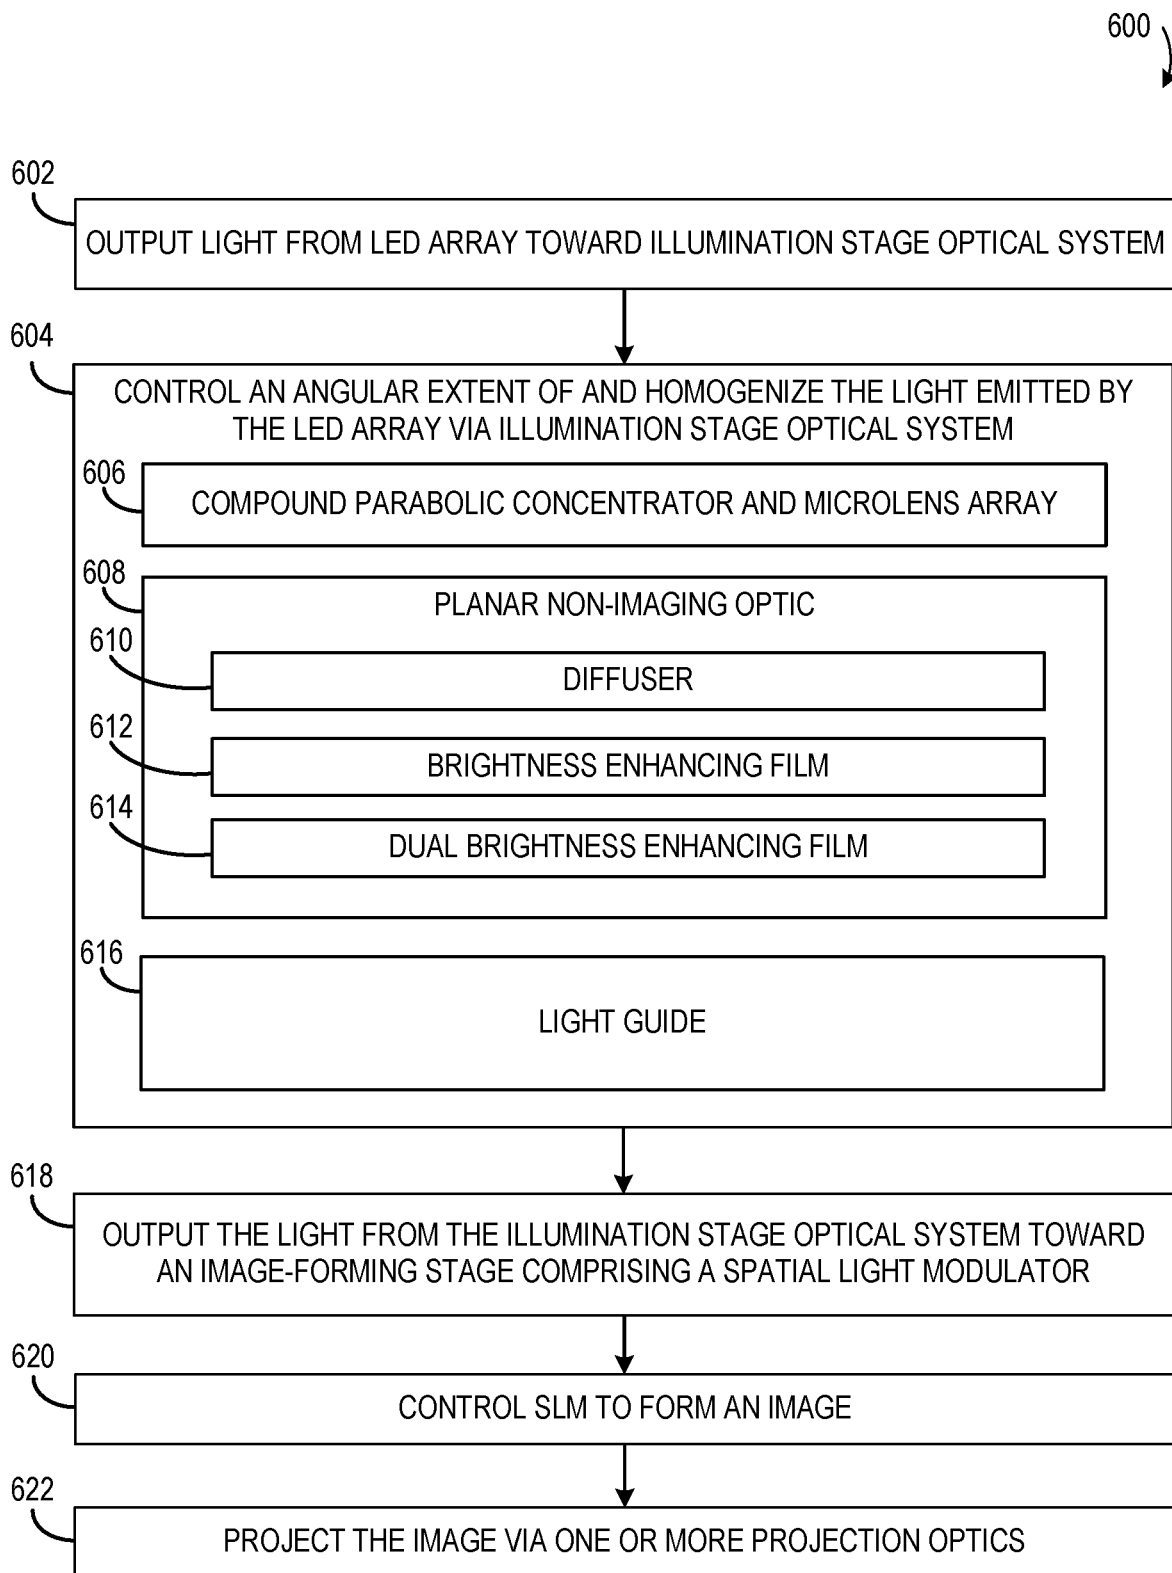 600
602
OUTPUT LIGHT FROM LED ARRAY TOWARD ILLUMINATION STAGE OPTICAL SYSTEM
604
CONTROL AN ANGULAR EXTENT OF AND HOMOGENIZE THE LIGHT EMITTED BY
THE LED ARRAY VIA ILLUMINATION STAGE OPTICAL SYSTEM
606
COMPOUND PARABOLIC CONCENTRATOR AND MICROLENS ARRAY
608
PLANAR NON-IMAGING OPTIC
610
DIFFUSER
612
BRIGHTNESS ENHANCING FILM
614
DUAL BRIGHTNESS ENHANCING FILM
616
LIGHT GUIDE
618
OUTPUT THE LIGHT FROM THE ILLUMINATION STAGE OPTICAL SYSTEM TOWARD
AN IMAGE-FORMING STAGE COMPRISING A SPATIAL LIGHT MODULATOR
620
CONTROL SLM TO FORM AN IMAGE
622
PROJECT THE IMAGE VIA ONE OR MORE PROJECTION OPTICS